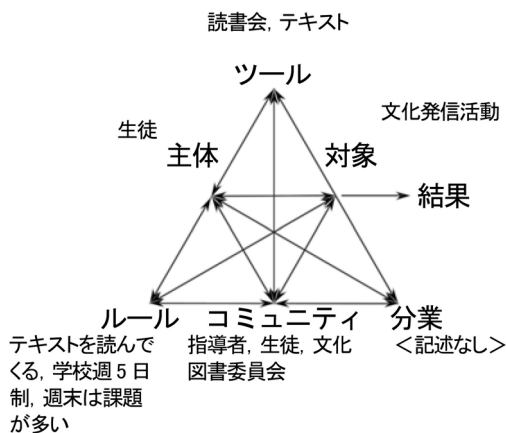 読書会, テキスト
ツール
文化発信活動
生徒
主体
対象
結果
ルール
コミュニティ
分業
テキストを読んで
くる, 学校週5日
制, 週末は課題
が多い
指導者, 生徒, 文化
図書委員会
＜記述なし＞